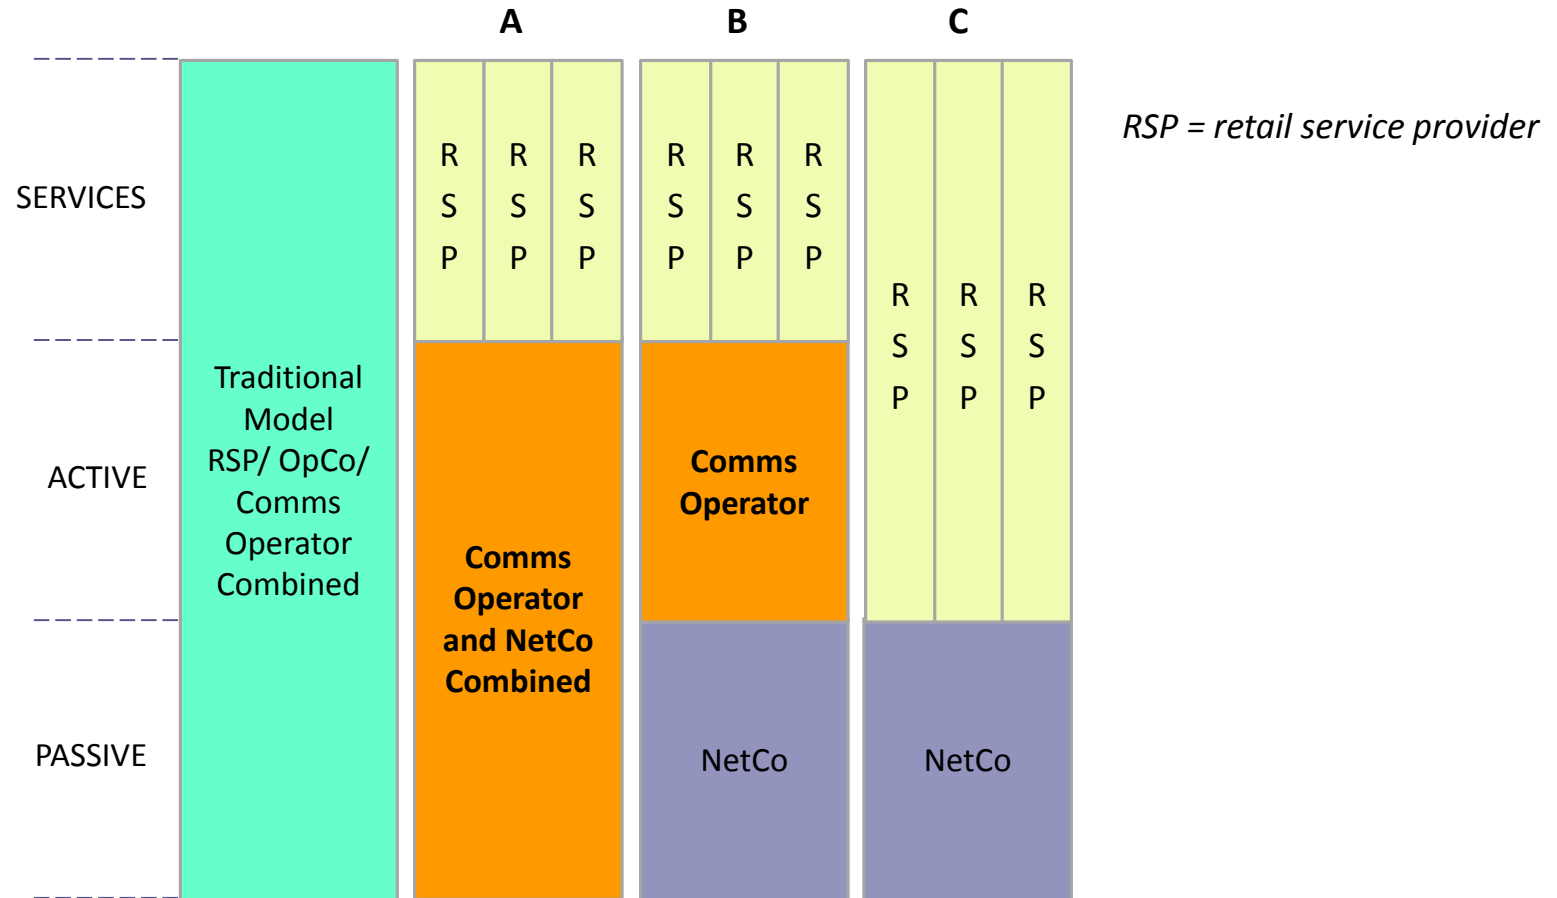 A
B
C
RSP = retail service provider
SERVICES
ACTIVE
PASSIVE
Traditional
Model
RSP/ OpCo/
Comms
Operator
Combined
R
S
P
R
S
P
R
S
P
Comms
Operator
and NetCo
Combined
R
S
P
R
S
P
R
S
P
Comms
Operator
NetCo
R
S
P
R
S
P
R
S
P
NetCo